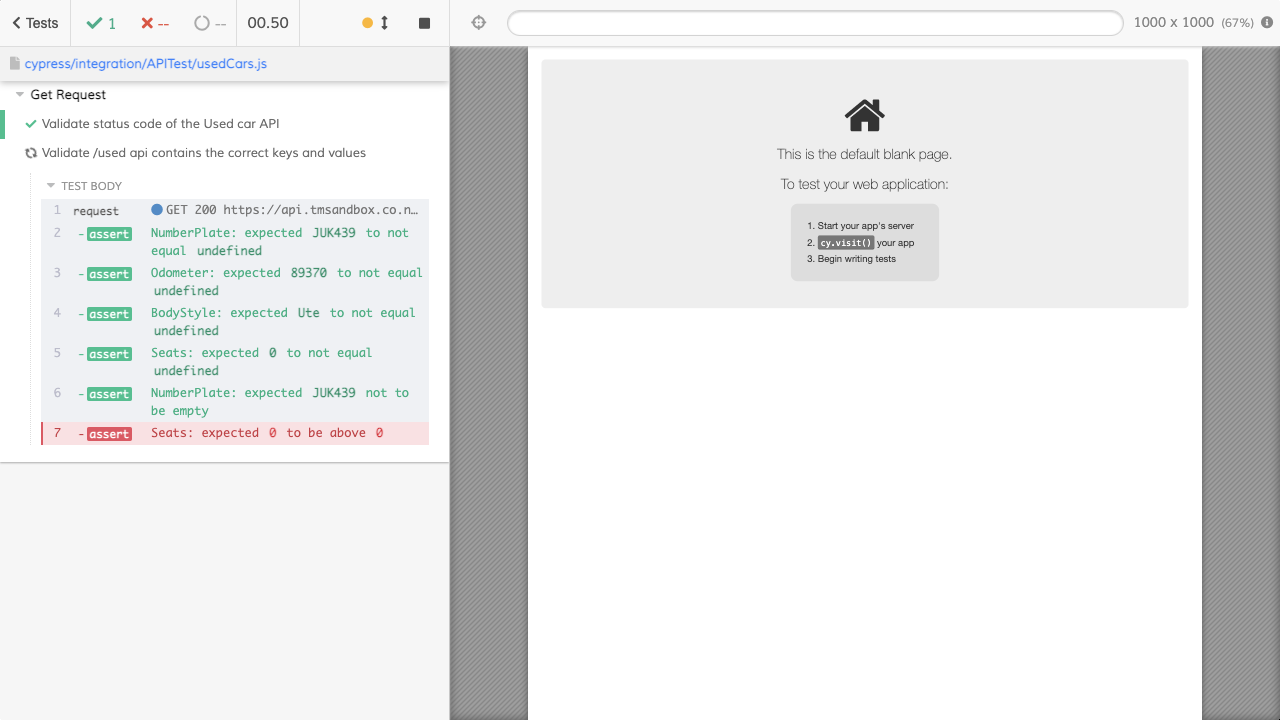 Tests 1 -- -- 00.50 1000 x 1000 (67%)
cypress/integration/APITest/usedCars.js
Get Request
Validate status code of the Used car API
Validate /used api contains the correct keys and values
TEST BODY
1 request GET 200 https://api.tmsandbox.co.n…
2 - assert NumberPlate: expected JUK439 to not
equal undefined
3 - assert Odometer: expected 89370 to not equal
undefined
4 - assert BodyStyle: expected Ute to not equal
undefined
5 - assert Seats: expected 0 to not equal
undefined
6 - assert NumberPlate: expected JUK439 not to
be empty
7 - assert Seats: expected 0 to be above 0
This is the default blank page.
To test your web application:
1. Start your app's server
2. cy.visit() your app
3. Begin writing tests